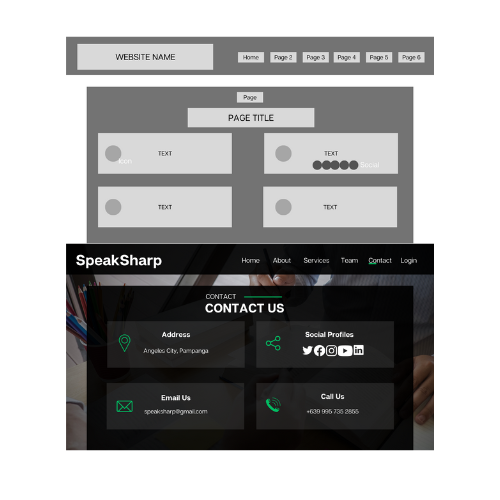 WEBSITE NAME
Home Page 2 Page 3 Page 4 Page 5 Page 6
Page
PAGE TITLE
TEXT
Icon
TEXT
Social
TEXT
TEXT
SpeakSharp
Home About Services Team Contact Login
CONTACT
CONTACT US
Address
Angeles City, Pampanga
Social Profiles
Email Us
speaksharp@gmail.com
Call Us
+639 995 735 2855